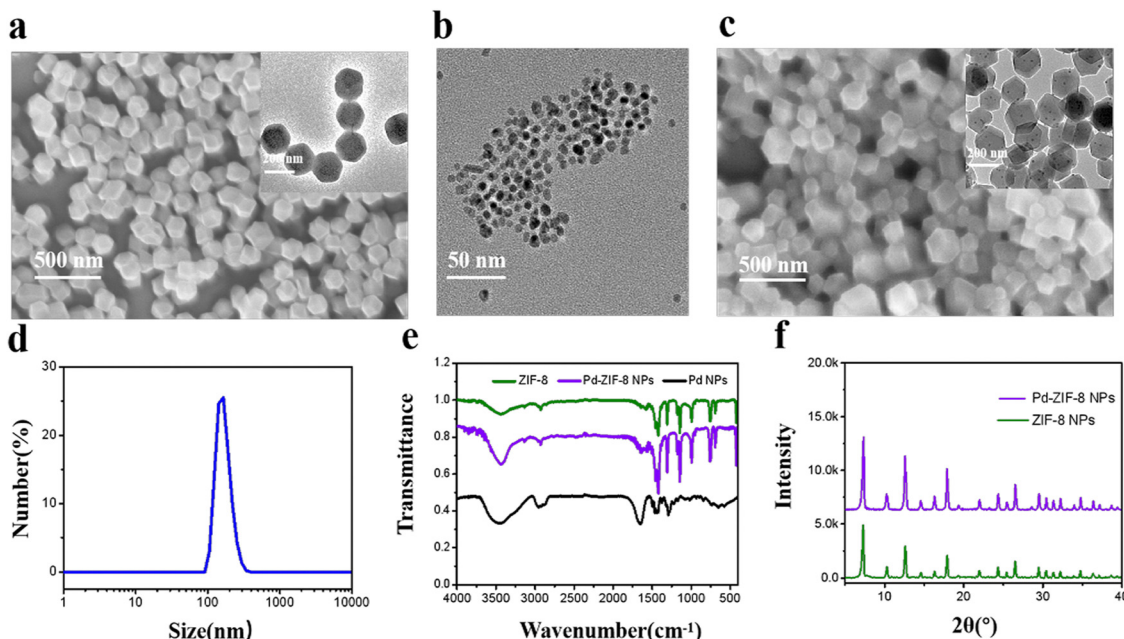 a
b
c
200 nm
500 nm
50 nm
200 nm
500 nm
d
e
f
30
20
10
0
Number(%)
1 10 100 1000 10000
Size(nm)
1.2
1.0
0.8
0.6
0.4
0.2
0.0
Transmittance
ZIF-8 Pd-ZIF-8 NPs Pd NPs
4000 3500 3000 2500 2000 1500 1000 500
Wavenumber(cm-1)
20.0k
15.0k
10.0k
5.0k
0.0
Intensity
Pd-ZIF-8 NPs
ZIF-8 NPs
10 20 30 40
2θ(°)